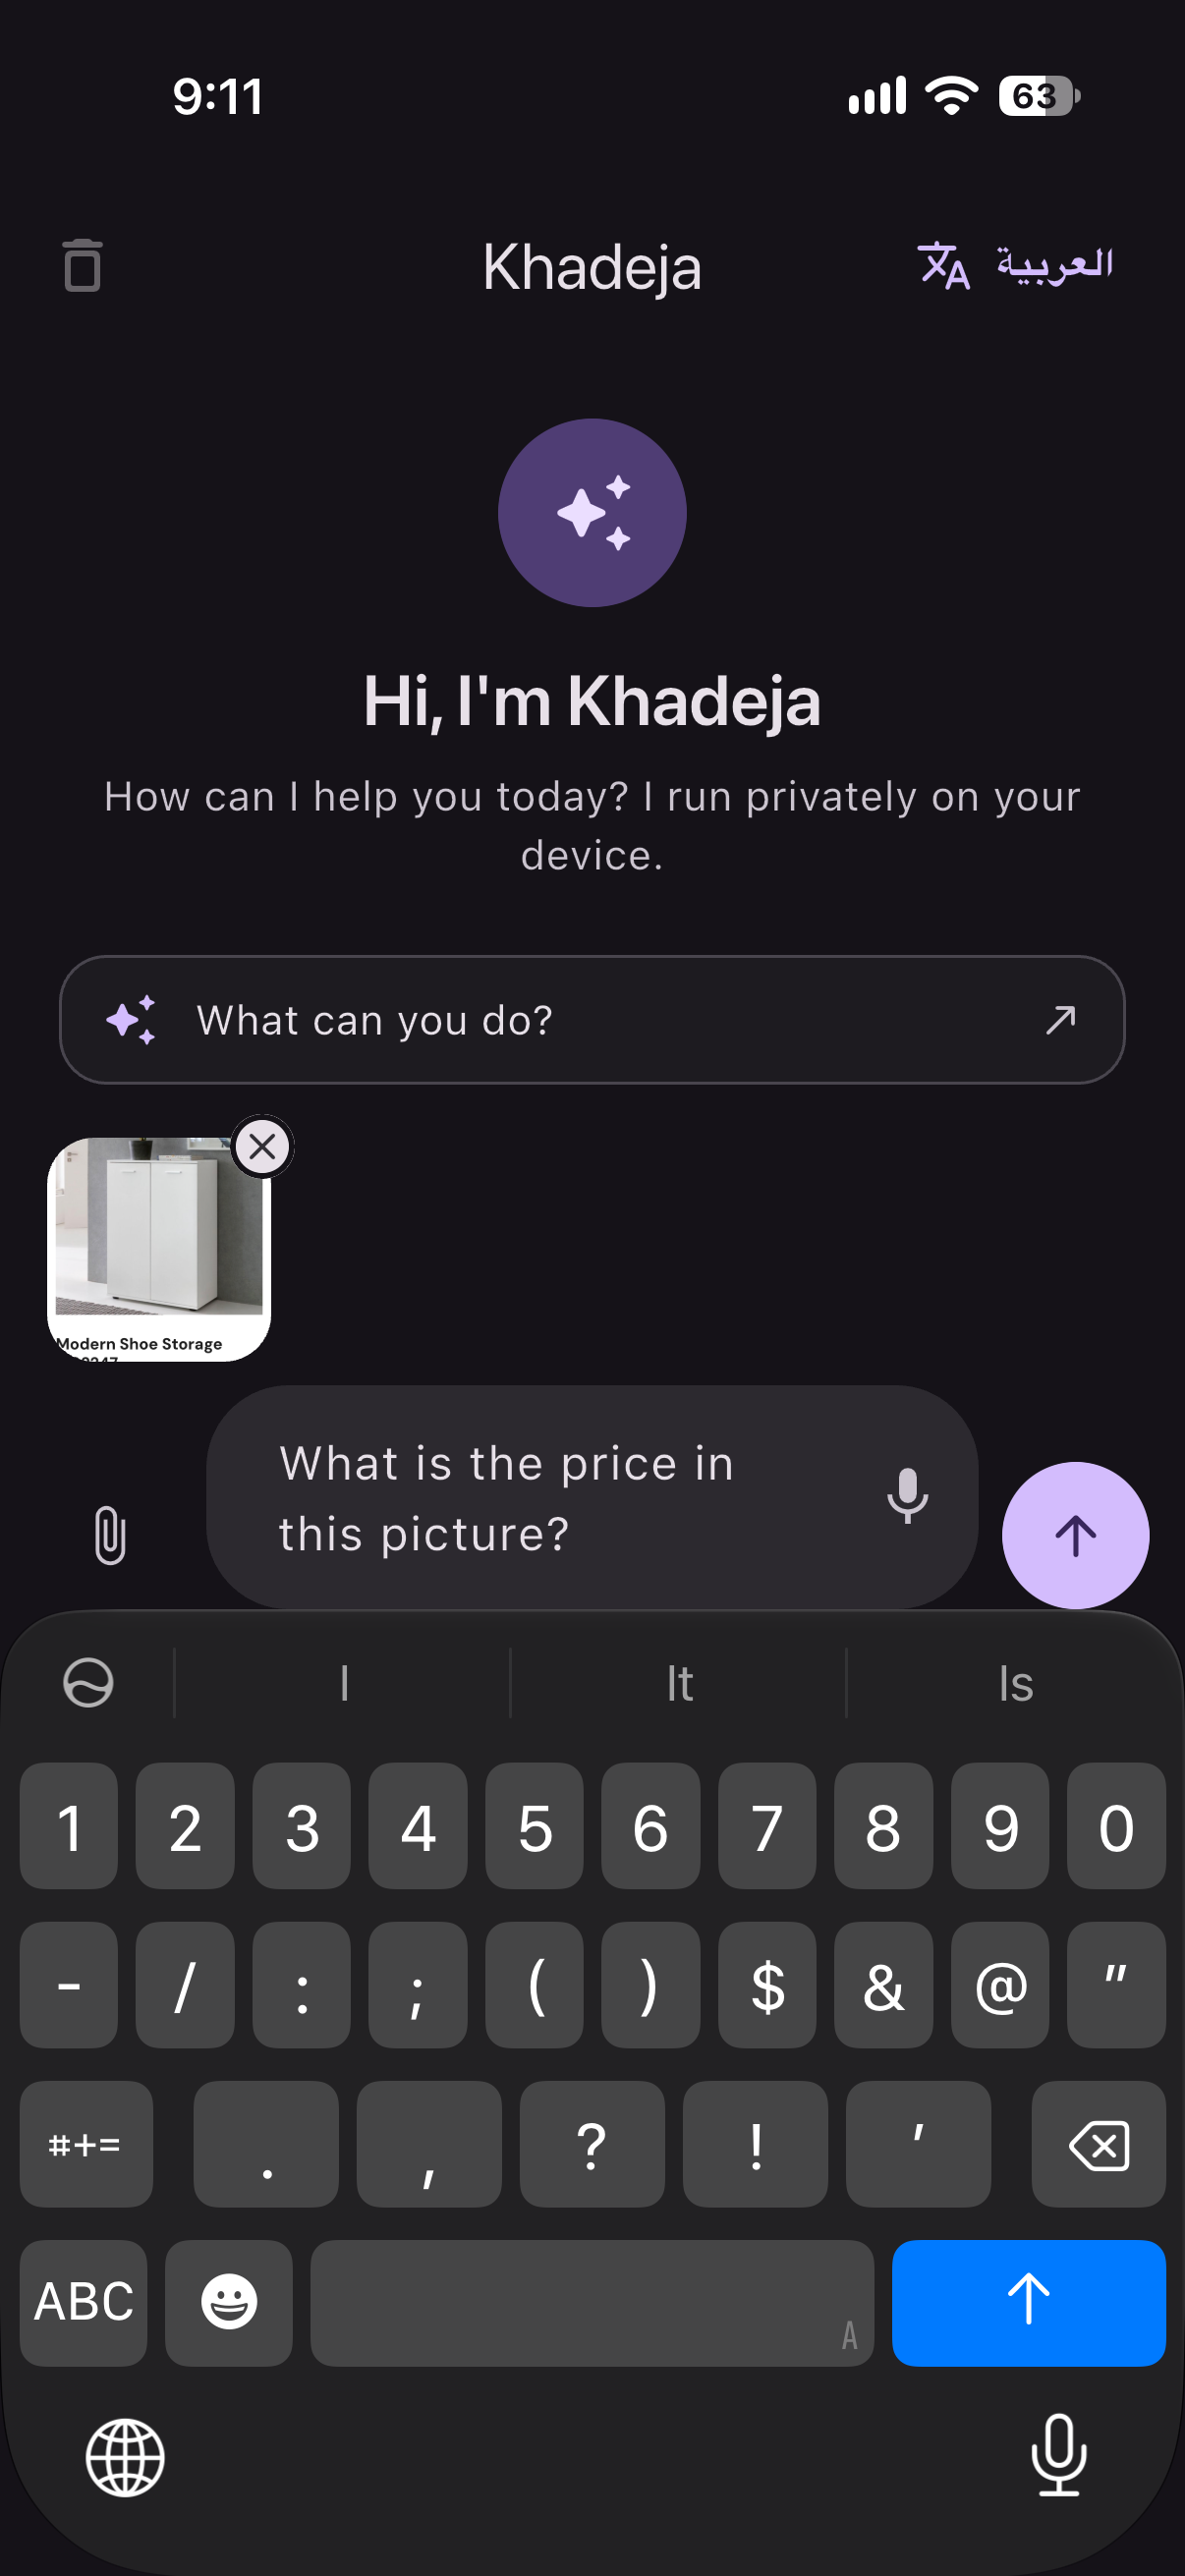 9:11
63
Khadeja
العربية
Hi, I'm Khadeja
How can I help you today? I run privately on your
device.
What can you do?
Modern Shoe Storage
What is the price in
this picture?
I It Is
1 2 3 4 5 6 7 8 9 0
- / : ; ( ) $ & @ "
#+= . , ? ! '
ABC